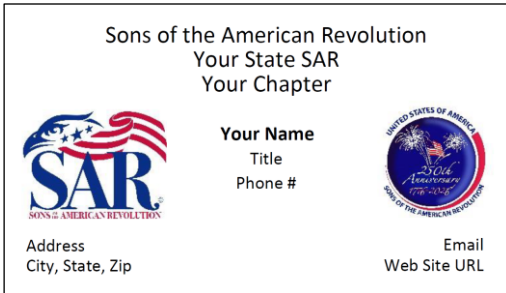 Sons of the American Revolution
Your State SAR
Your Chapter
SAR
SONS OF THE AMERICAN REVOLUTION
Your Name
Title
Phone #
UNITED STATES OF AMERICA
250th
Anniversary
1776-2026
SONS OF THE AMERICAN REVOLUTION
Address
City, State, Zip
Email
Web Site URL